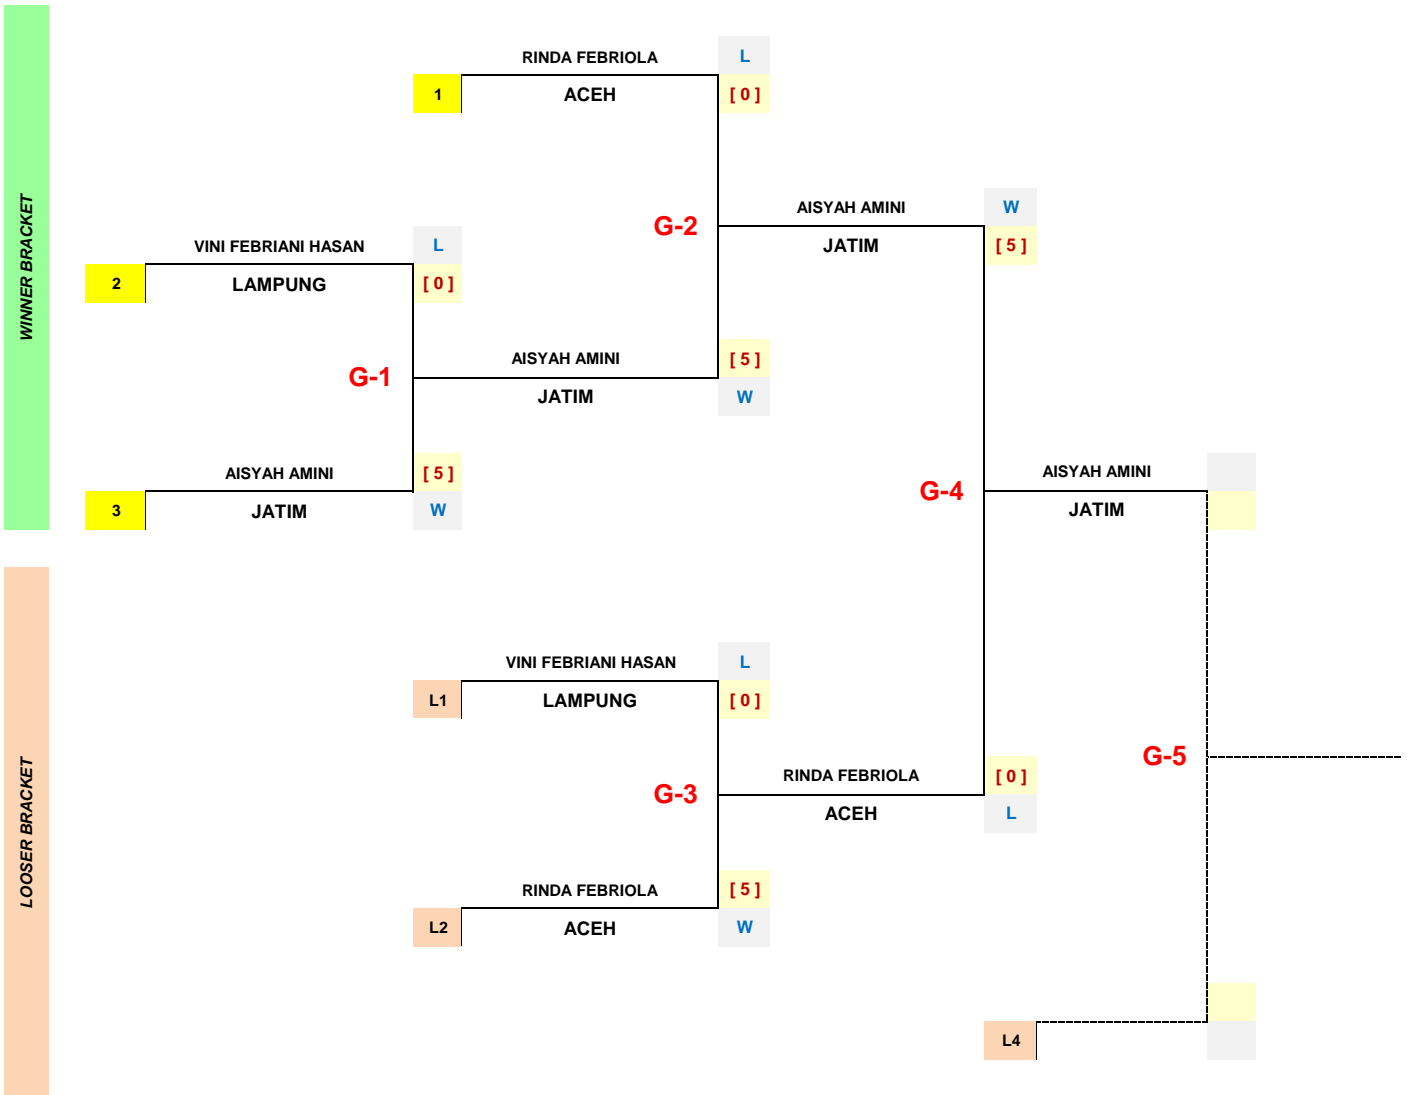 WINNER BRACKET
RINDA FEBRIOLA L
1 ACEH [ 0 ]
AISYAH AMINI W
G-2
VINI FEBRIANI HASAN L JATIM [ 5 ]
2 LAMPUNG [ 0 ]
AISYAH AMINI [ 5 ]
G-1
JATIM W
AISYAH AMINI [ 5 ] AISYAH AMINI
G-4
3 JATIM W JATIM
LOOSER BRACKET
VINI FEBRIANI HASAN L
L1 LAMPUNG [ 0 ]
G-5
RINDA FEBRIOLA [ 0 ]
G-3
ACEH L
RINDA FEBRIOLA [ 5 ]
L2 ACEH W
L4